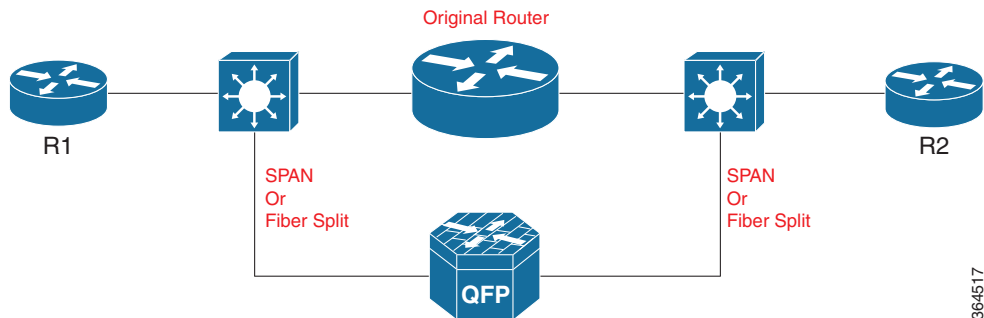 Original Router
R1
R2
SPAN
Or
Fiber Split
SPAN
Or
Fiber Split
QFP
364517